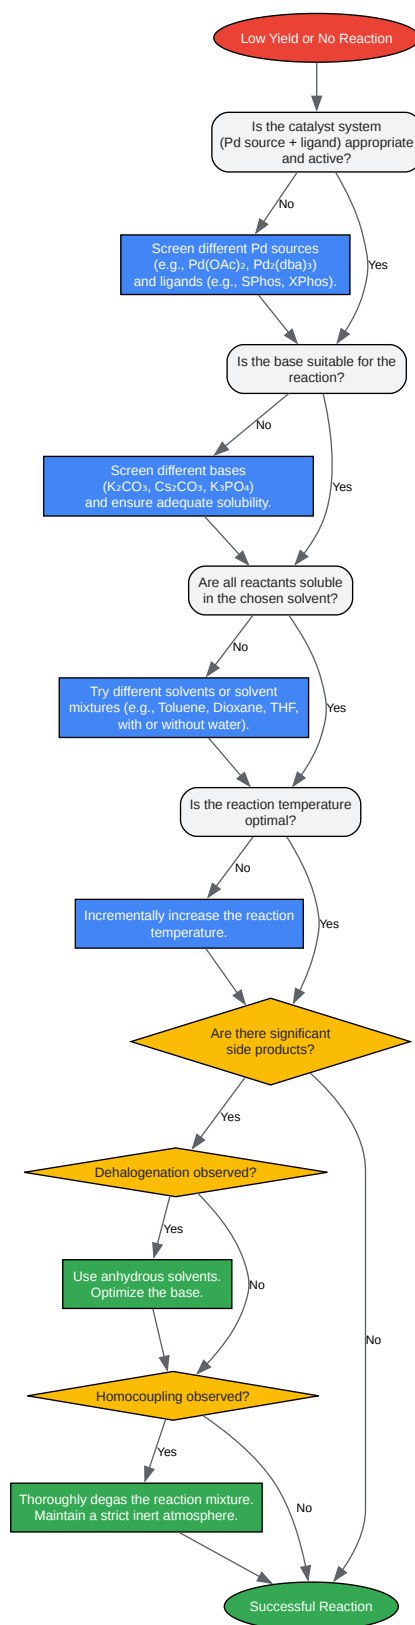 Low Yield or No Reaction
Is the catalyst system
(Pd source + ligand) appropriate
and active?
No
Yes
Screen different Pd sources
(e.g., Pd(OAc)₂, Pd₂(dba)₃)
and ligands (e.g., SPhos, XPhos).
Is the base suitable for the
reaction?
No
Yes
Screen different bases
(K₂CO₃, Cs₂CO₃, K₃PO₄)
and ensure adequate solubility.
Are all reactants soluble
in the chosen solvent?
No
Yes
Try different solvents or solvent
mixtures (e.g., Toluene, Dioxane, THF,
with or without water).
Is the reaction temperature
optimal?
No
Yes
Incrementally increase the reaction
temperature.
Are there significant
side products?
Yes
No
Dehalogenation observed?
Yes
No
Use anhydrous solvents.
Optimize the base.
Homocoupling observed?
Yes
No
Thoroughly degas the reaction mixture.
Maintain a strict inert atmosphere.
Successful Reaction